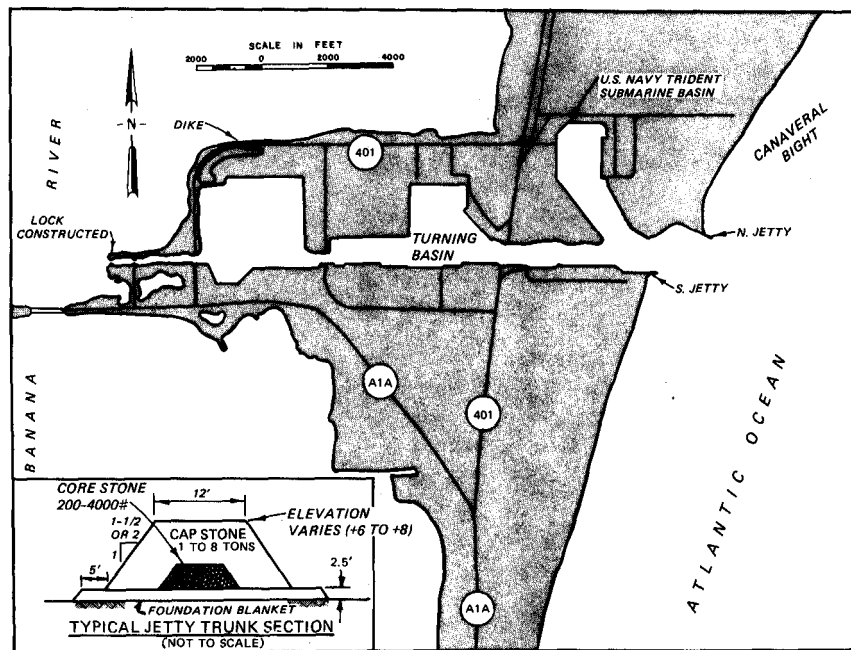 SCALE IN FEET
2000 0 2000 4000
U.S. NAVY TRIDENT
SUBMARINE BASIN
-N-
DIKE
401
CANAVERAL
BIGHT
RIVER
LOCK
CONSTRUCTED
TURNING
BASIN
N. JETTY
S. JETTY
A1A
401
BANANA
ATLANTIC OCEAN
A1A
CORE STONE
200-4000#
12'
ELEVATION
VARIES (+6 TO +8)
1-1/2
OR 2
1
CAP STONE
1 TO 8 TONS
5'
2.5'
FOUNDATION BLANKET
TYPICAL JETTY TRUNK SECTION
(NOT TO SCALE)